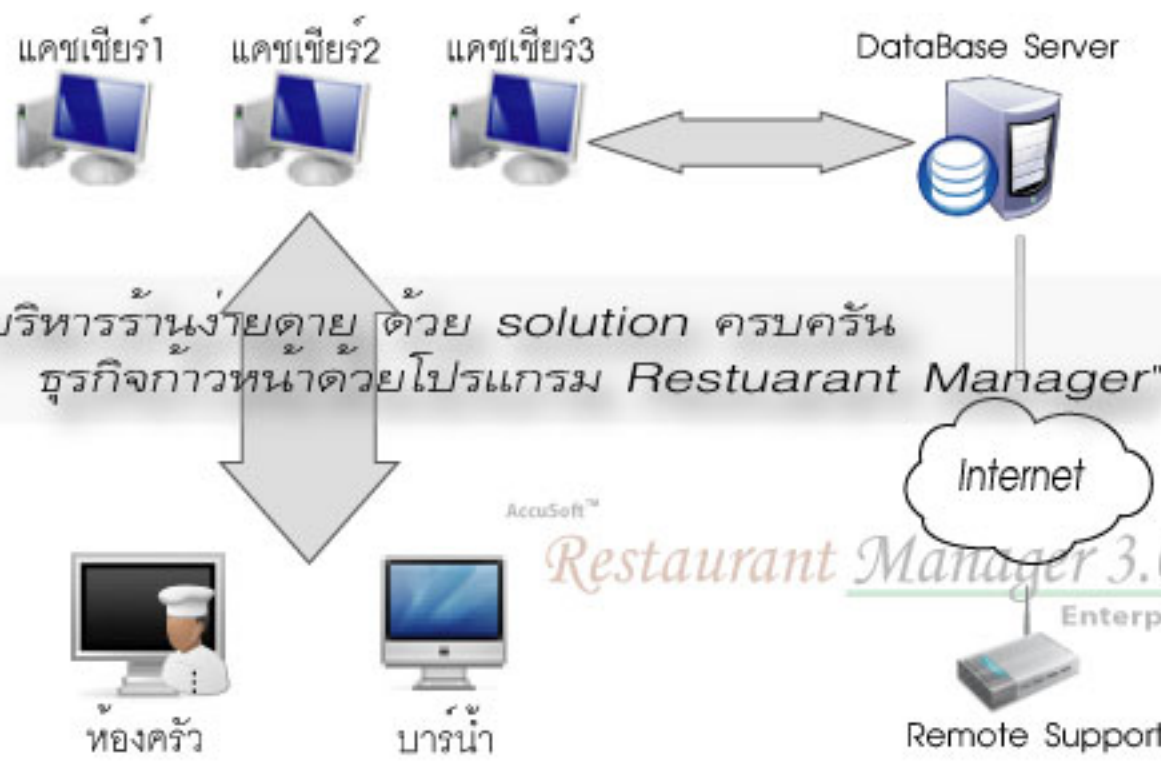 แคชเชียร์1 แคชเชียร์2 แคชเชียร์3 DataBase Server
บริหารร้านง่ายดาย ด้วย solution ครบครัน
ธุรกิจก้าวหน้าด้วยโปรแกรม Restuarant Manager"
Internet
AccuSoft™
Restaurant Manager 3.
Enterp
ห้องครัว บาร์น้ำ Remote Support